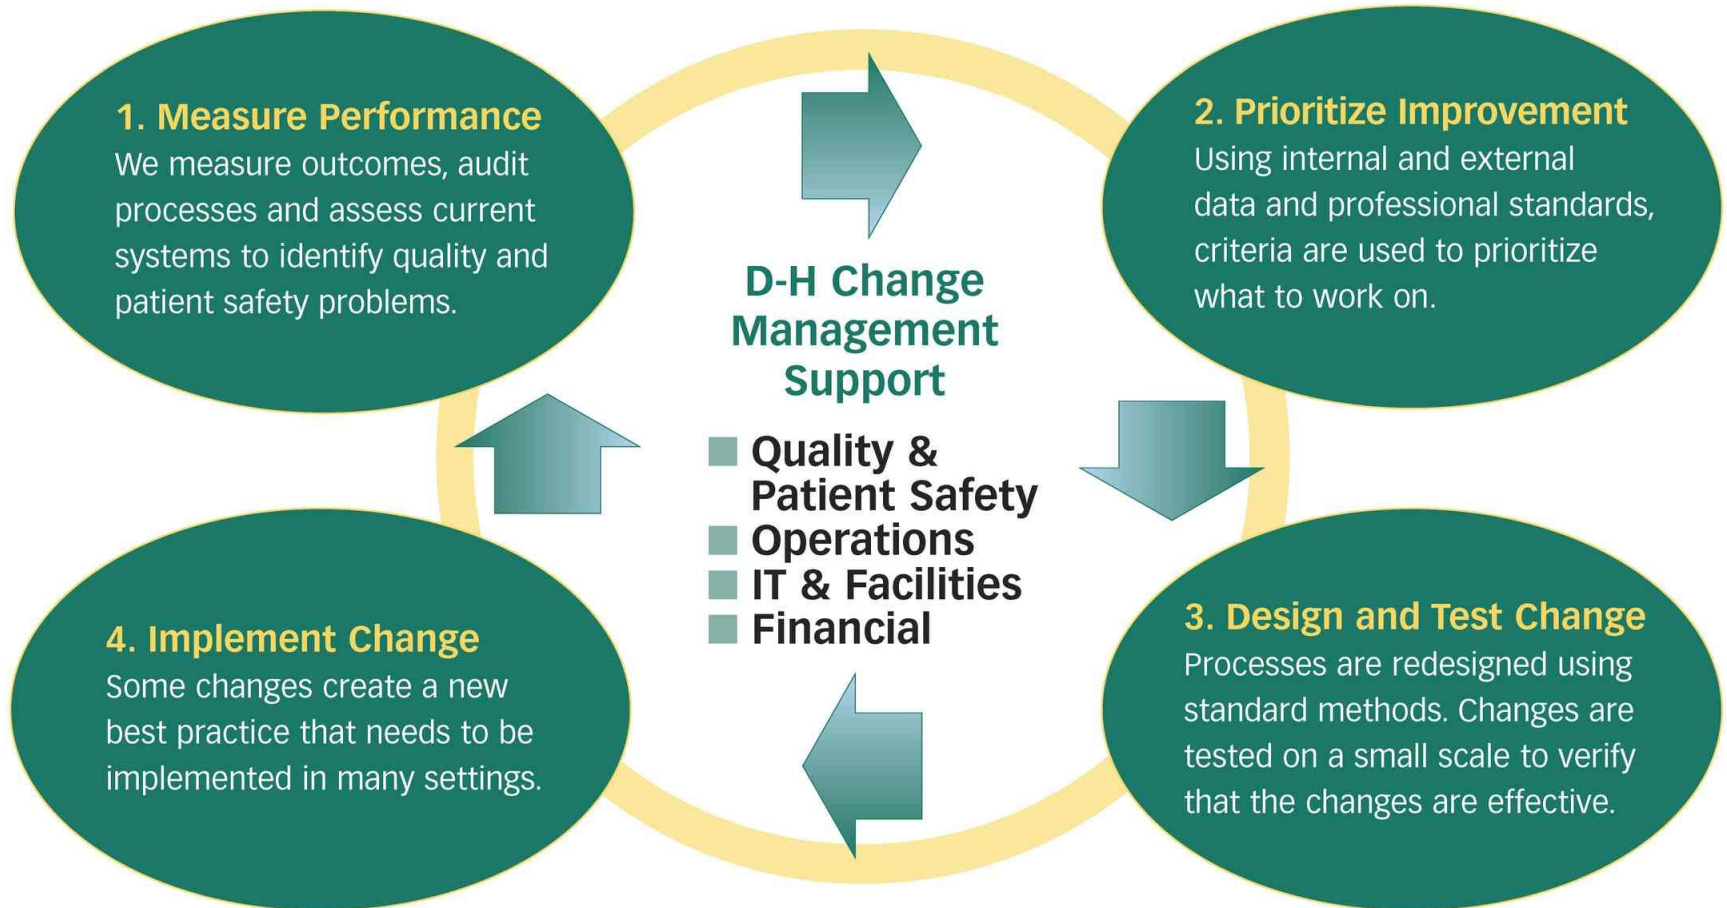 1. Measure Performance
We measure outcomes, audit
processes and assess current
systems to identify quality and
patient safety problems.
2. Prioritize Improvement
Using internal and external
data and professional standards,
criteria are used to prioritize
what to work on.
D-H Change
Management
Support
Quality &
Patient Safety
Operations
IT & Facilities
Financial
3. Design and Test Change
Processes are redesigned using
standard methods. Changes are
tested on a small scale to verify
that the changes are effective.
4. Implement Change
Some changes create a new
best practice that needs to be
implemented in many settings.